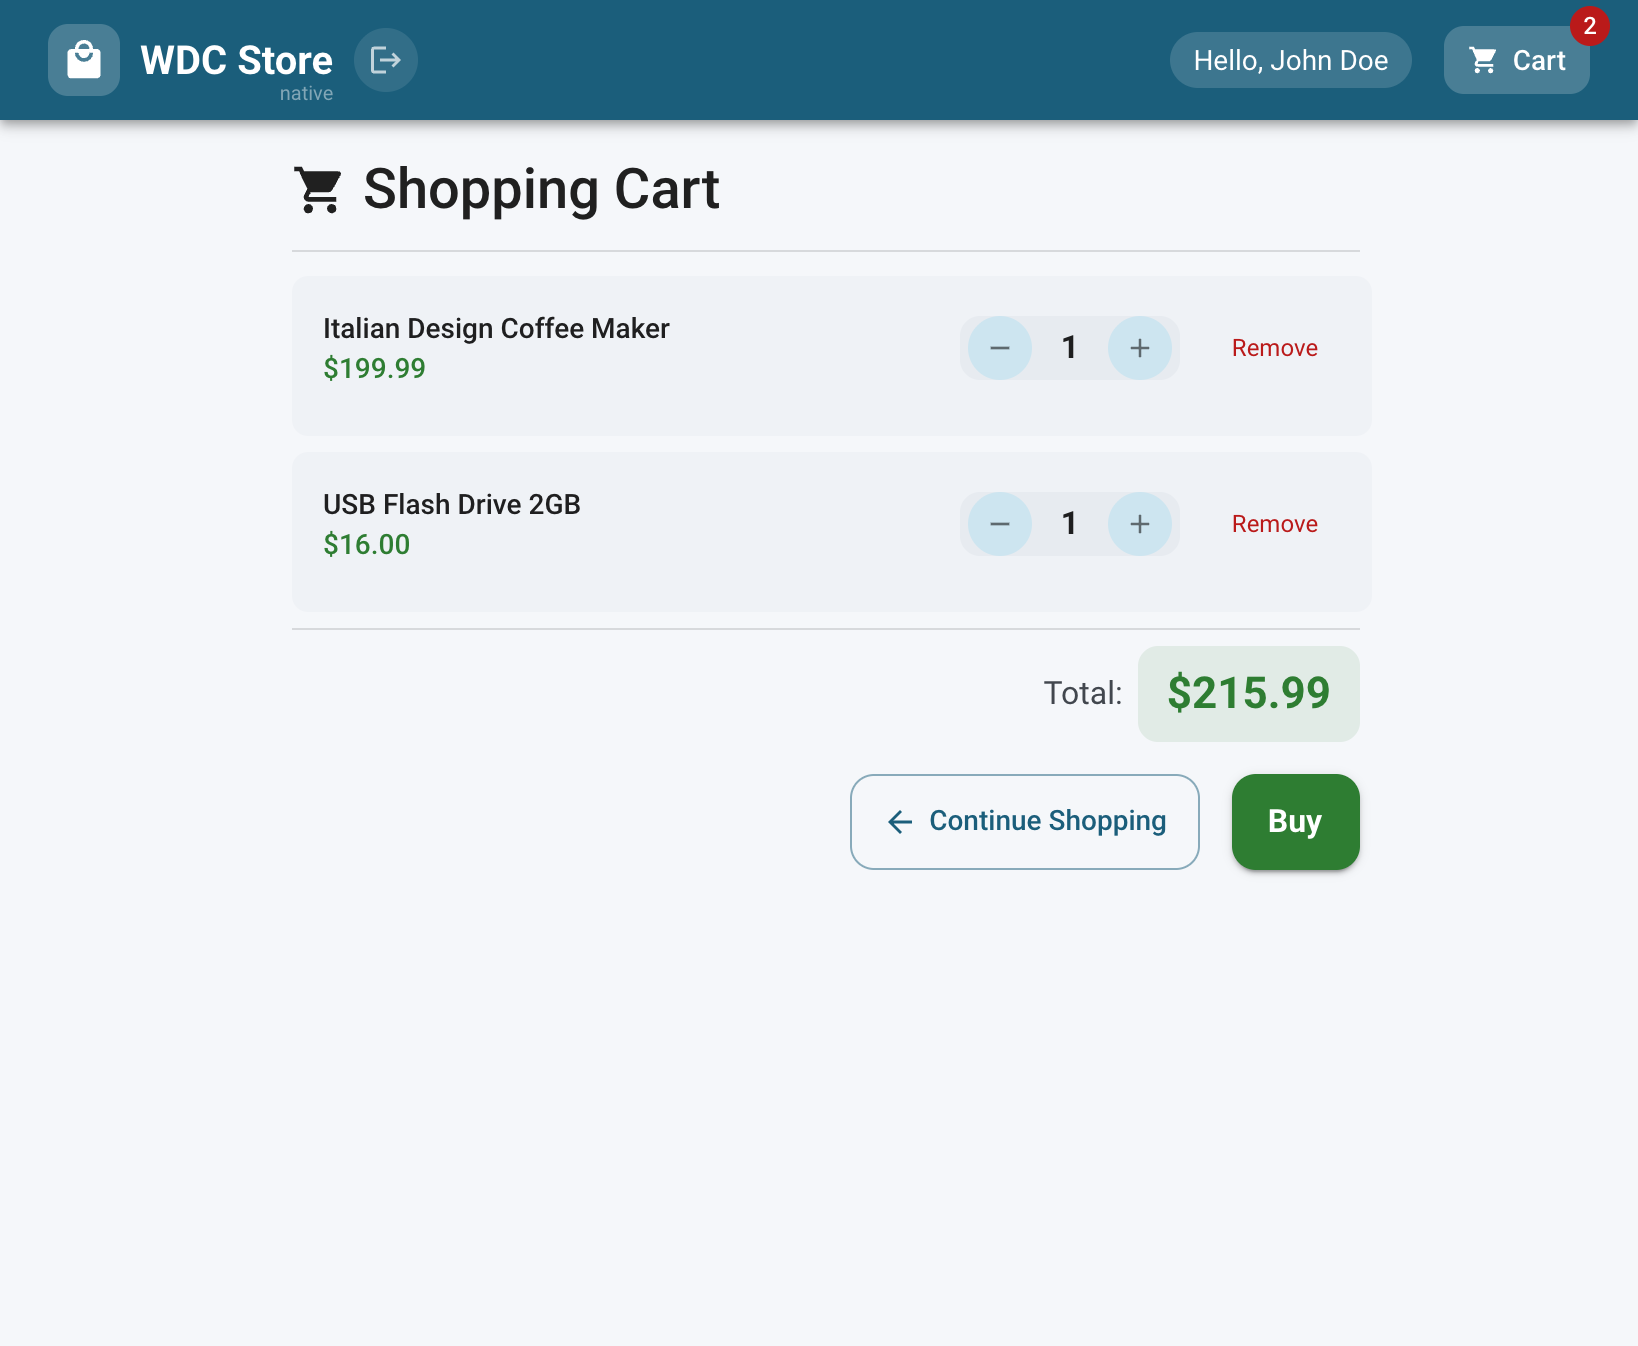 WDC Store
native
Hello, John Doe
Cart
2
Shopping Cart
Italian Design Coffee Maker
$199.99
1
Remove
USB Flash Drive 2GB
$16.00
1
Remove
Total: $215.99
Continue Shopping
Buy